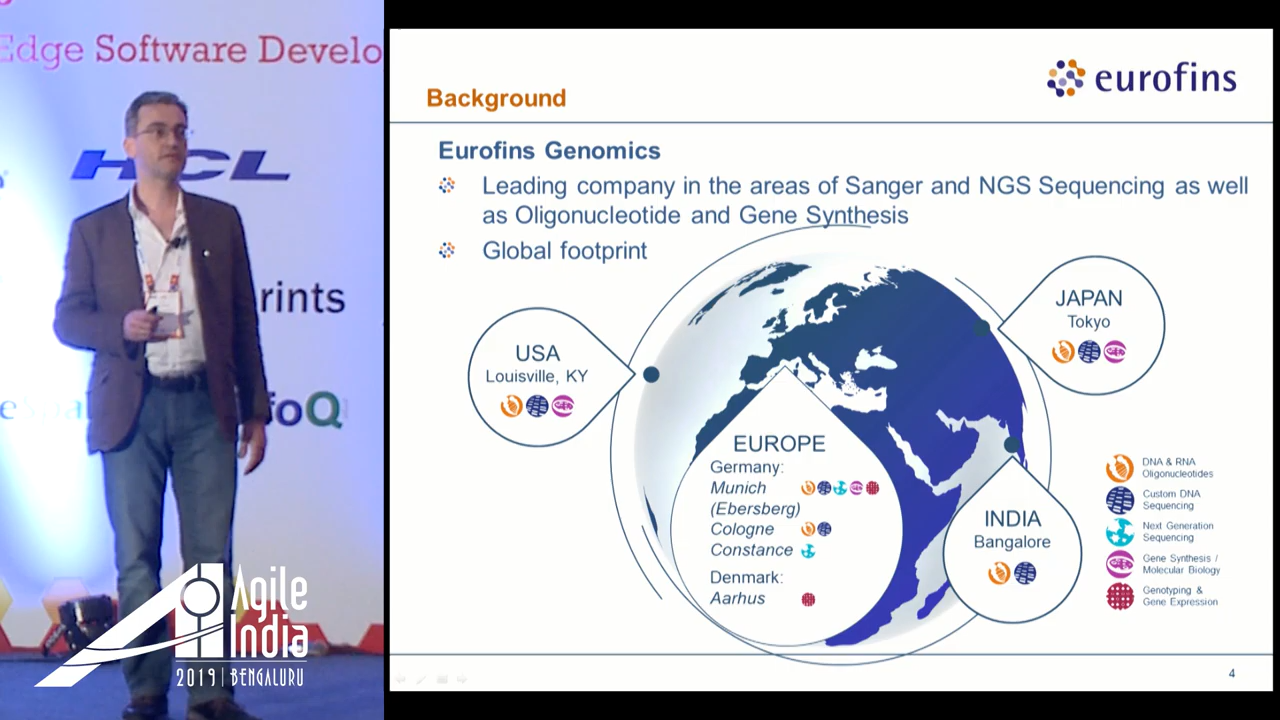 Edge Software Develo
HCL
rints
foQ
Agile
India
2019 | BENGALURU
eurofins
Background
Eurofins Genomics
Leading company in the areas of Sanger and NGS Sequencing as well
as Oligonucleotide and Gene Synthesis
Global footprint
USA
Louisville, KY
JAPAN
Tokyo
EUROPE
Germany:
Munich
(Ebersberg)
Cologne
Constance
Denmark:
Aarhus
INDIA
Bangalore
DNA & RNA
Oligonucleotides
Custom DNA
Sequencing
Next Generation
Sequencing
Gene Synthesis /
Molecular Biology
Genotyping &
Gene Expression
4